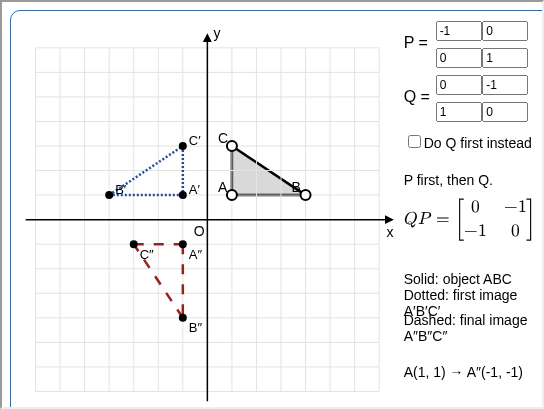 y
P =
-1 0
0 1
Q =
0 -1
1 0
Do Q first instead
P first, then Q.
QP = [0 −1
−1 0]
Solid: object ABC
Dotted: first image
A′B′C′
Dashed: final image
A″B″C″
A(1, 1) → A″(-1, -1)
C′
C
B′
A′
A
B
O
x
C″
A″
B″